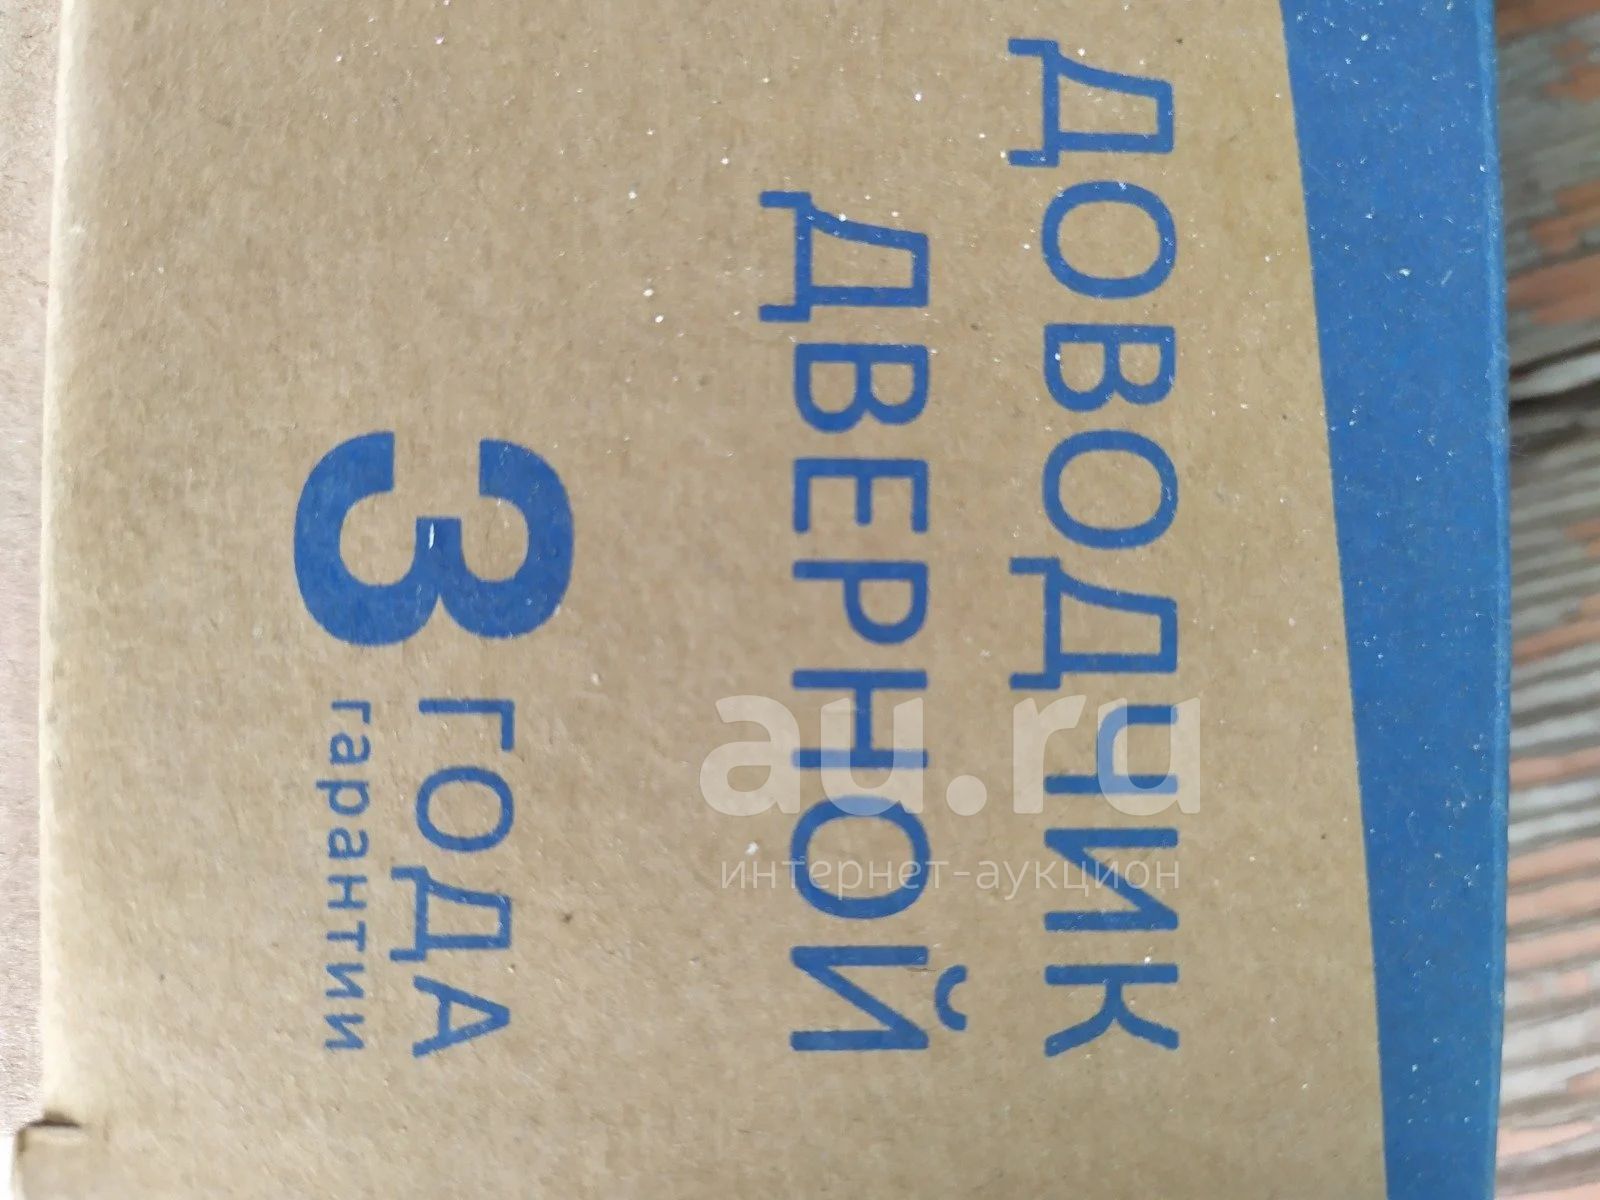 ДОВОДЧИК
ДВЕРНОЙ
3 ГОДА
гарантии
au.ru
интернет-аукцион